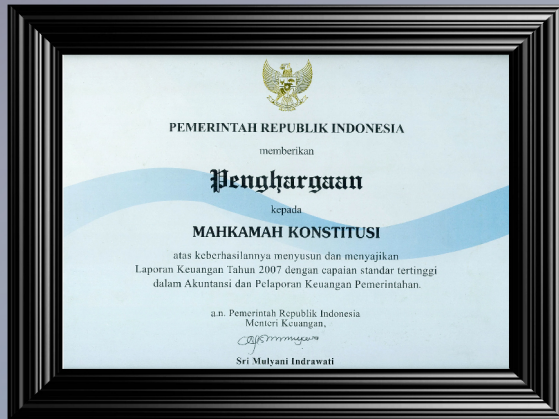 PEMERINTAH REPUBLIK INDONESIA
memberikan
Penghargaan
kepada
MAHKAMAH KONSTITUSI
atas keberhasilannya menyusun dan menyajikan
Laporan Keuangan Tahun 2007 dengan capaian standar tertinggi
dalam Akuntansi dan Pelaporan Keuangan Pemerintahan.
a.n. Pemerintah Republik Indonesia
Menteri Keuangan,
Sri Mulyani Indrawati